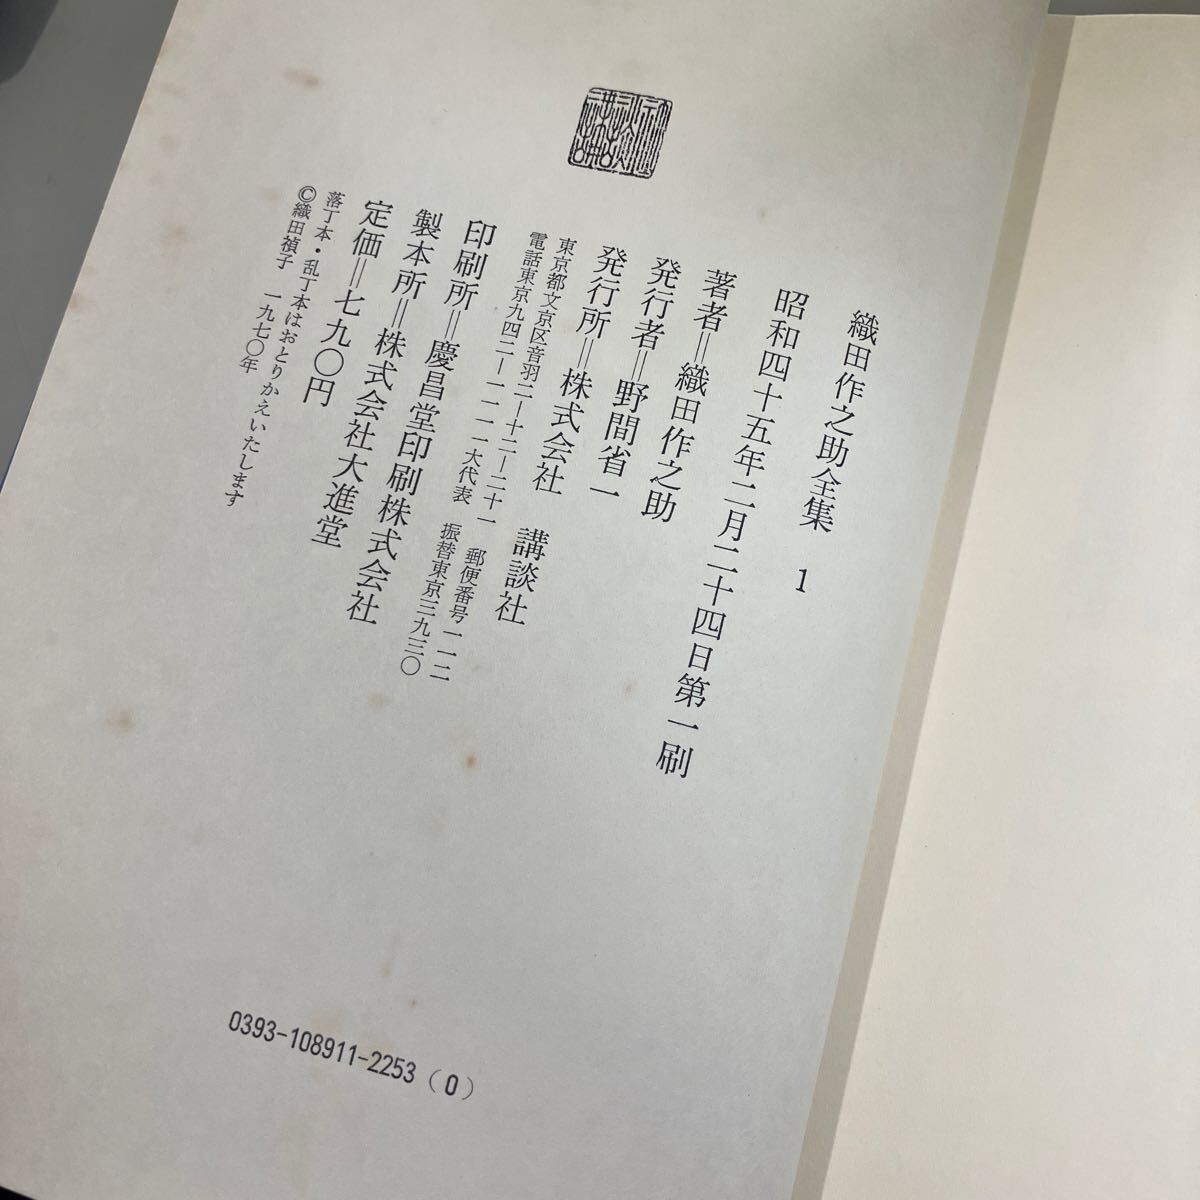 織田作之助全集 1
昭和四十五年二月二十四日第一刷
著者＝織田作之助
発行者＝野間省一
発行所＝株式会社 講談社
東京都文京区音羽二ー十二ー二十一 郵便番号一一二
電話東京九四二ー一一一一大代表 振替東京三九三〇
印刷所＝慶昌堂印刷株式会社
製本所＝株式会社大進堂
定価＝七九〇円
落丁本・乱丁本はおとりかえいたします
©織田禎子 一九七〇年
0393-108911-2253 (0)